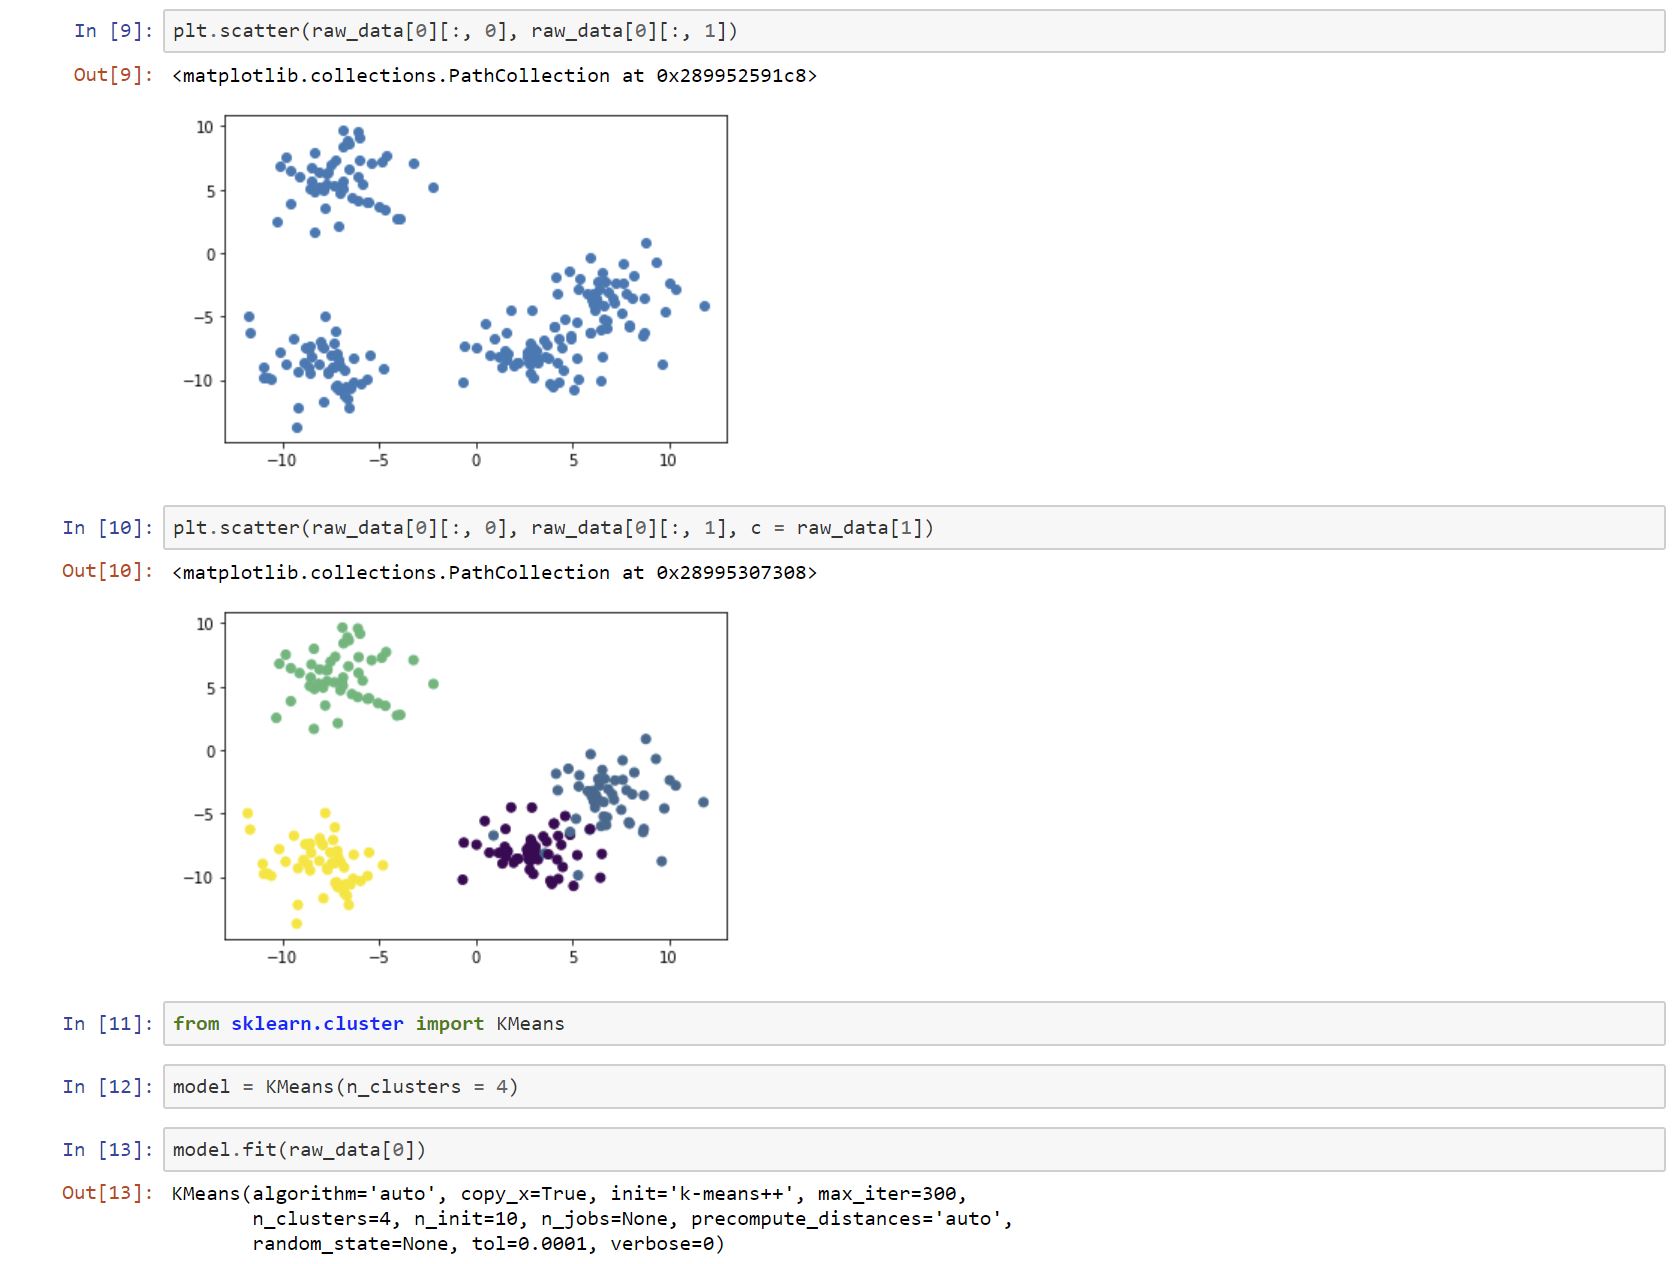 In [9]: plt.scatter(raw_data[0][:, 0], raw_data[0][:, 1])
Out[9]: <matplotlib.collections.PathCollection at 0x289952591c8>
10
5
0
−5
−10
−10 −5 0 5 10
In [10]: plt.scatter(raw_data[0][:, 0], raw_data[0][:, 1], c = raw_data[1])
Out[10]: <matplotlib.collections.PathCollection at 0x28995307308>
10
5
0
−5
−10
−10 −5 0 5 10
In [11]: from sklearn.cluster import KMeans
In [12]: model = KMeans(n_clusters = 4)
In [13]: model.fit(raw_data[0])
Out[13]: KMeans(algorithm='auto', copy_x=True, init='k-means++', max_iter=300,
n_clusters=4, n_init=10, n_jobs=None, precompute_distances='auto',
random_state=None, tol=0.0001, verbose=0)